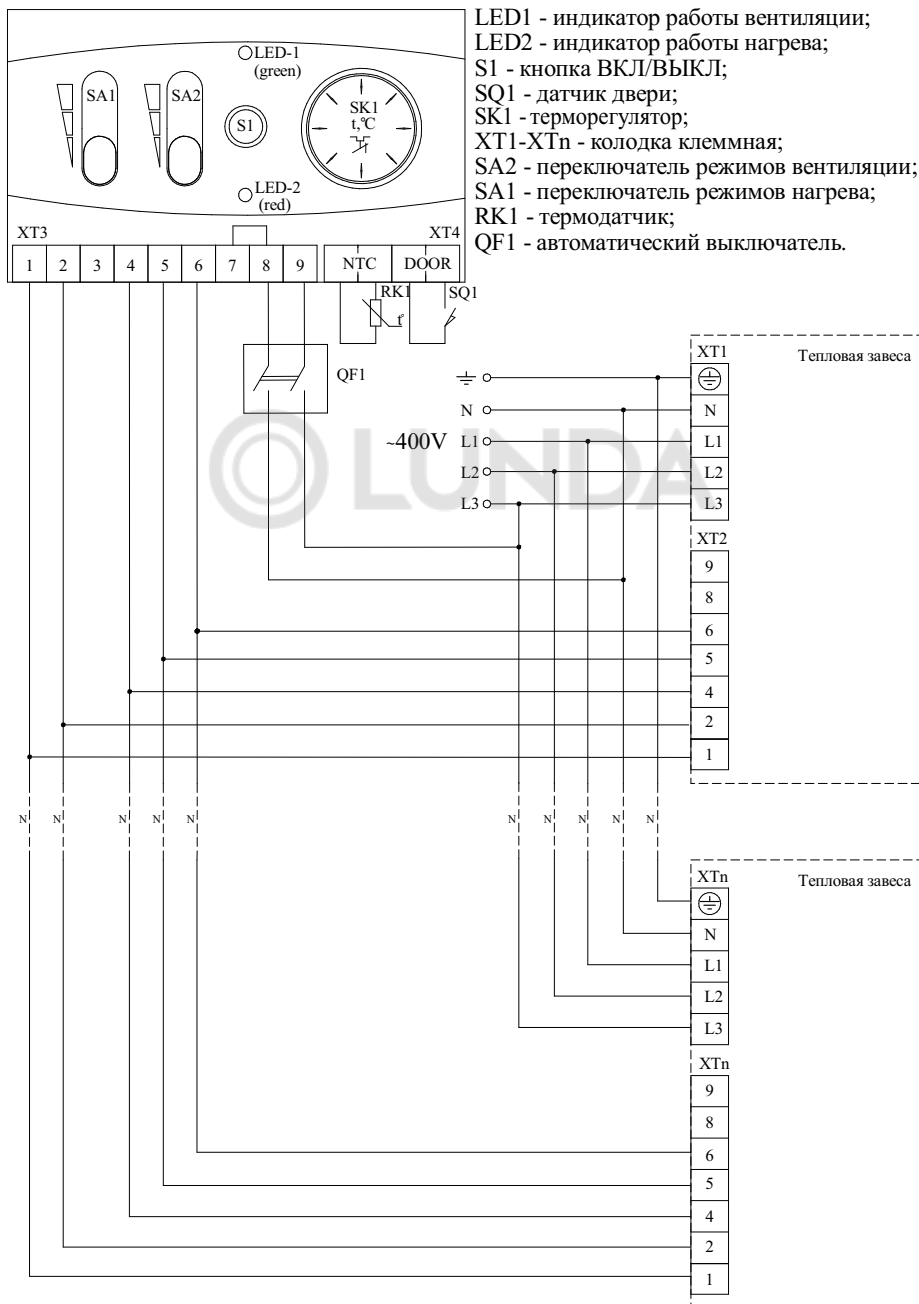 LED1 - индикатор работы вентиляции;
LED2 - индикатор работы нагрева;
S1 - кнопка ВКЛ/ВЫКЛ;
SQ1 - датчик двери;
SK1 - терморегулятор;
XT1-XTn - колодка клеммная;
SA2 - переключатель режимов вентиляции;
SA1 - переключатель режимов нагрева;
RK1 - термодатчик;
QF1 - автоматический выключатель.
LED-1
(green)
SA1
SA2
S1
SK1
t,°C
LED-2
(red)
XT3
XT4
1 2 3 4 5 6 7 8 9
NTC
DOOR
RK1
t°
SQ1
QF1
~400V
N
L1
L2
L3
LUNDA
XT1
Тепловая завеса
N
L1
L2
L3
XT2
9
8
6
5
4
2
1
N N N N N N N N N N
XTn
Тепловая завеса
N
L1
L2
L3
XTn
9
8
6
5
4
2
1